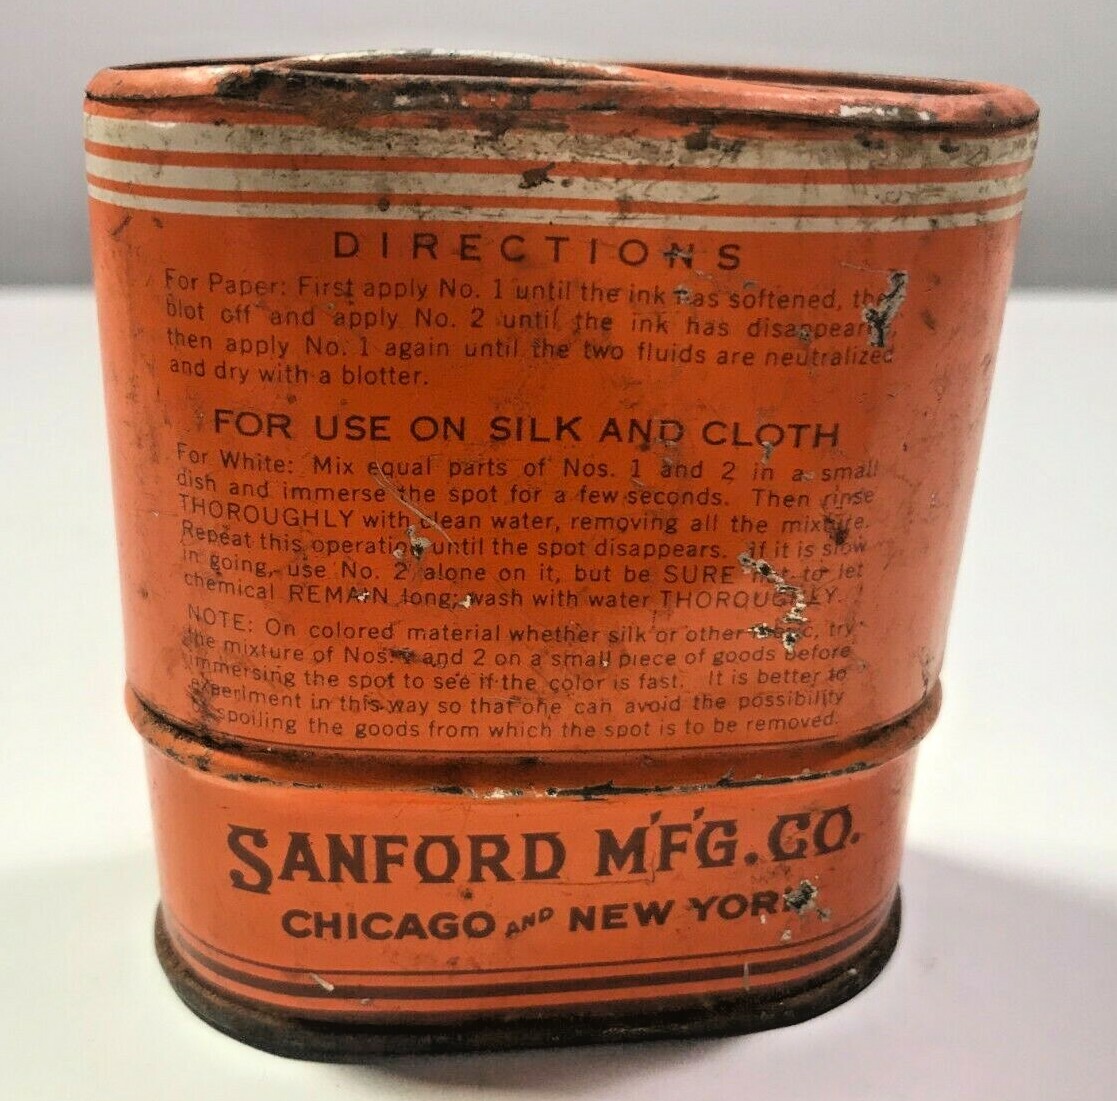 DIRECTIONS
For Paper: First apply No. 1 until the ink has softened, then
blot off and apply No. 2 until the ink has disappeared,
then apply No. 1 again until the two fluids are neutralized
and dry with a blotter.
FOR USE ON SILK AND CLOTH
For White: Mix equal parts of Nos. 1 and 2 in a small
dish and immerse the spot for a few seconds. Then rinse
THOROUGHLY with clean water, removing all the mixture.
Repeat this operation until the spot disappears. If it is slow
in going, use No. 2 alone on it, but be SURE not to let
chemical REMAIN long; wash with water THOROUGHLY.
NOTE: On colored material whether silk or other fabric, try
the mixture of Nos. 1 and 2 on a small piece of goods before
immersing the spot to see if the color is fast. It is better to
experiment in this way so that one can avoid the possibility
of spoiling the goods from which the spot is to be removed.
SANFORD M'F'G. CO.
CHICAGO AND NEW YORK